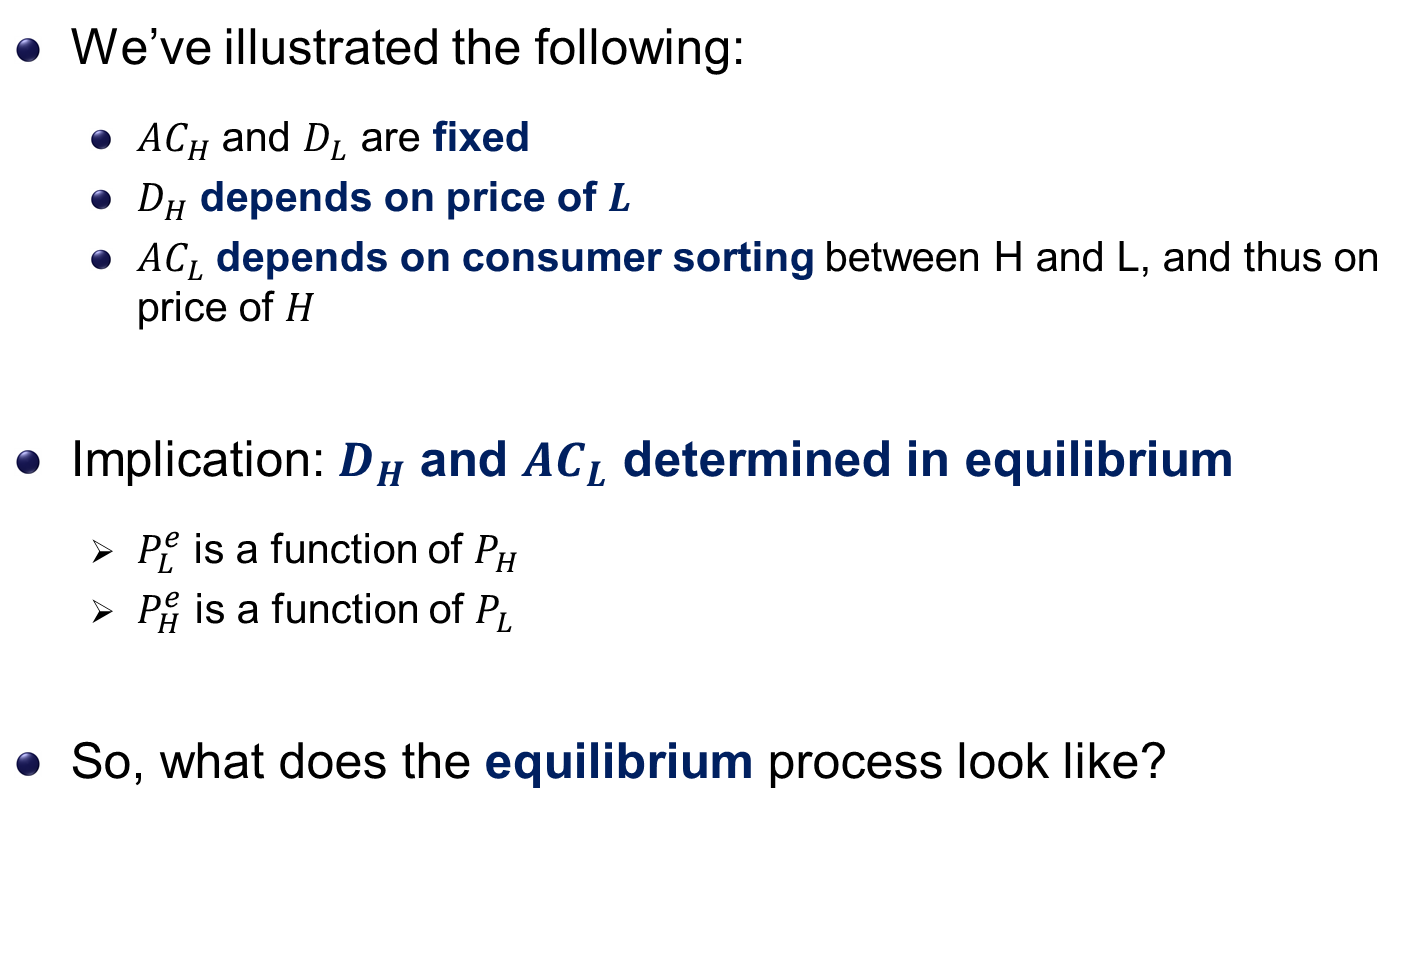 We’ve illustrated the following:
AC_H and D_L are fixed
D_H depends on price of L
AC_L depends on consumer sorting between H and L, and thus on
price of H
Implication: D_H and AC_L determined in equilibrium
P_L^e is a function of P_H
P_H^e is a function of P_L
So, what does the equilibrium process look like?